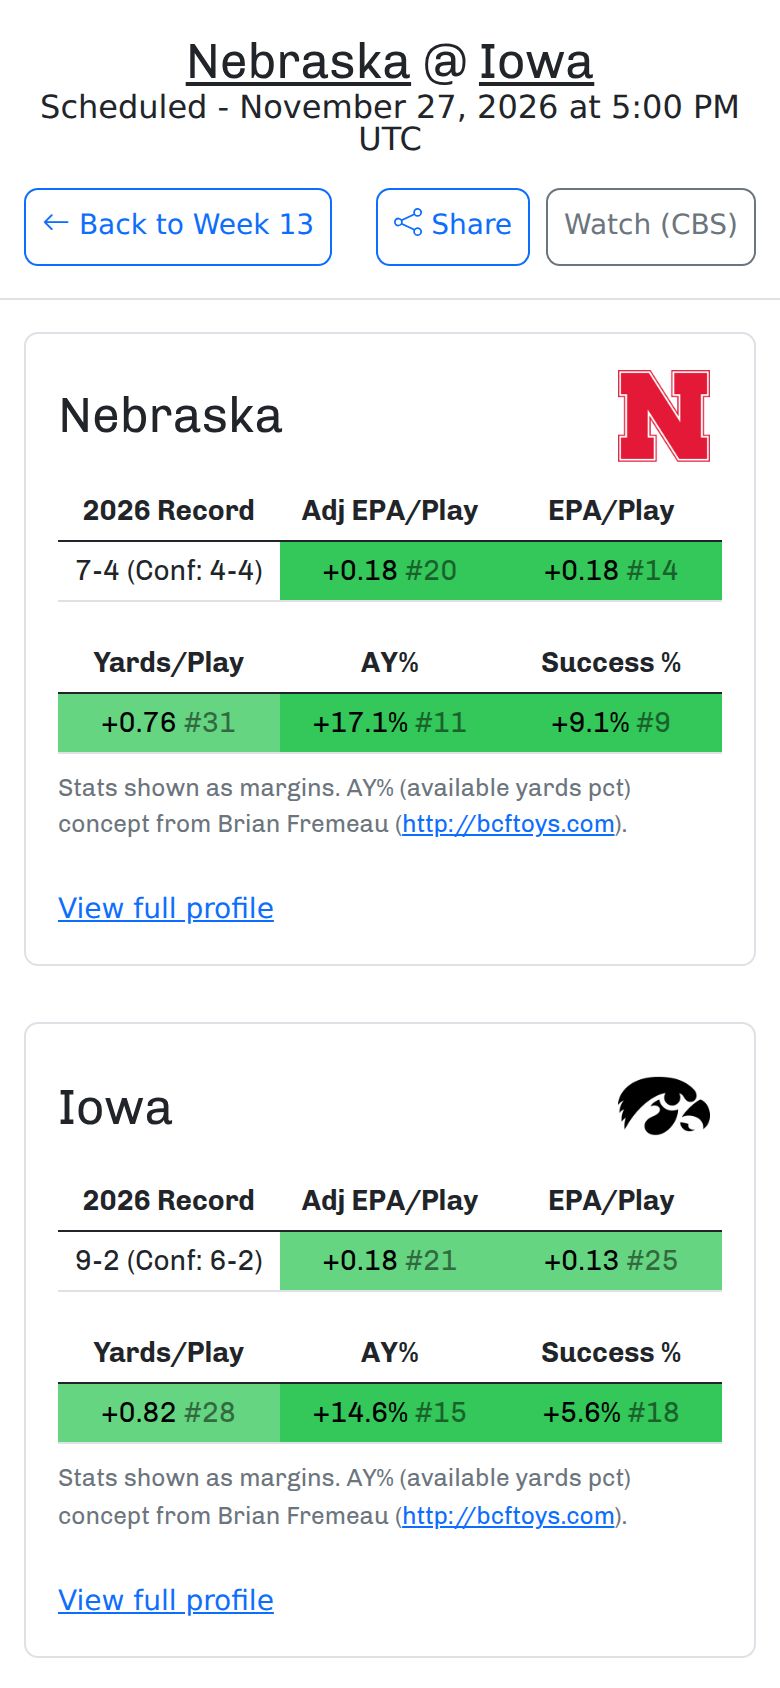 Nebraska @ Iowa
Scheduled - November 27, 2026 at 5:00 PM
UTC
← Back to Week 13 Share Watch (CBS)
Nebraska N
2026 Record Adj EPA/Play EPA/Play
7-4 (Conf: 4-4) +0.18 #20 +0.18 #14
Yards/Play AY% Success %
+0.76 #31 +17.1% #11 +9.1% #9
Stats shown as margins. AY% (available yards pct)
concept from Brian Fremeau (http://bcftoys.com).
View full profile
Iowa
2026 Record Adj EPA/Play EPA/Play
9-2 (Conf: 6-2) +0.18 #21 +0.13 #25
Yards/Play AY% Success %
+0.82 #28 +14.6% #15 +5.6% #18
Stats shown as margins. AY% (available yards pct)
concept from Brian Fremeau (http://bcftoys.com).
View full profile